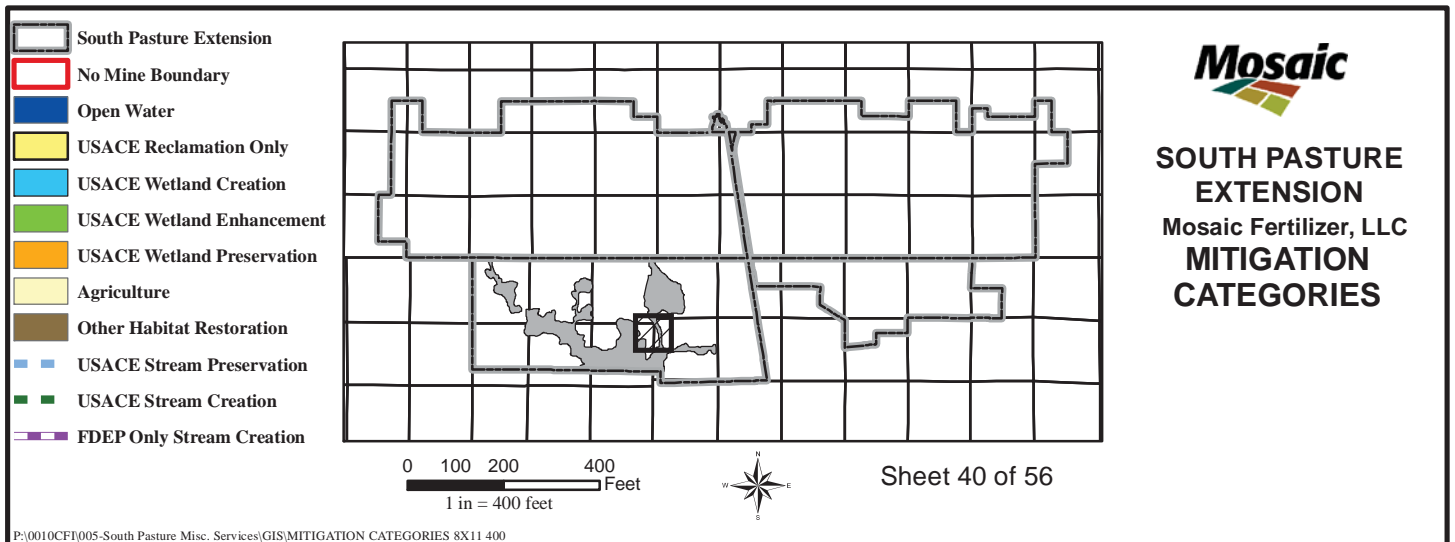 South Pasture Extension
No Mine Boundary
Open Water
USACE Reclamation Only
USACE Wetland Creation
USACE Wetland Enhancement
USACE Wetland Preservation
Agriculture
Other Habitat Restoration
USACE Stream Preservation
USACE Stream Creation
FDEP Only Stream Creation
0 100 200 400
Feet
1 in = 400 feet
N
W E
S
Sheet 40 of 56
Mosaic
SOUTH PASTURE
EXTENSION
Mosaic Fertilizer, LLC
MITIGATION
CATEGORIES
P:\0010CFI\005-South Pasture Misc. Services\GIS\MITIGATION CATEGORIES 8X11 400